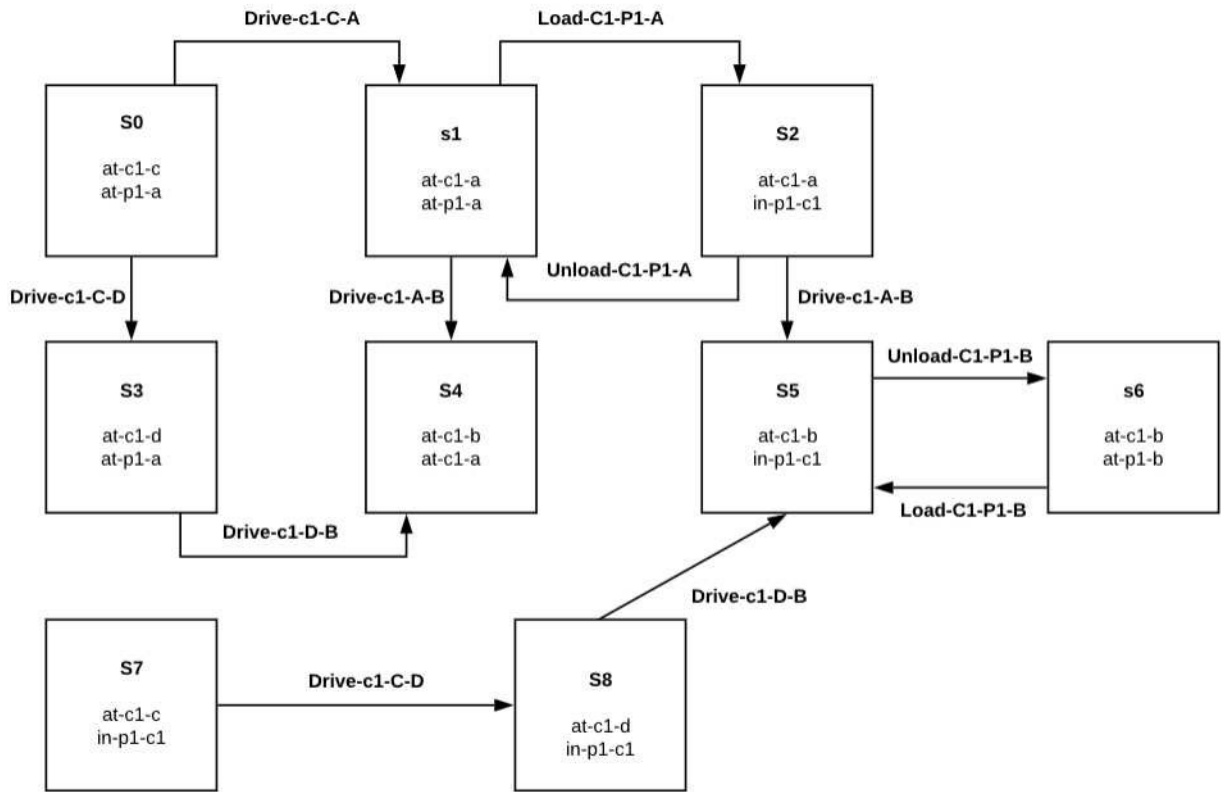 Drive-c1-C-A
Load-C1-P1-A
S0
at-c1-c
at-p1-a
s1
at-c1-a
at-p1-a
S2
at-c1-a
in-p1-c1
Unload-C1-P1-A
Drive-c1-C-D
Drive-c1-A-B
Drive-c1-A-B
S3
at-c1-d
at-p1-a
S4
at-c1-b
at-c1-a
S5
at-c1-b
in-p1-c1
Unload-C1-P1-B
s6
at-c1-b
at-p1-b
Load-C1-P1-B
Drive-c1-D-B
Drive-c1-D-B
S7
at-c1-c
in-p1-c1
Drive-c1-C-D
S8
at-c1-d
in-p1-c1